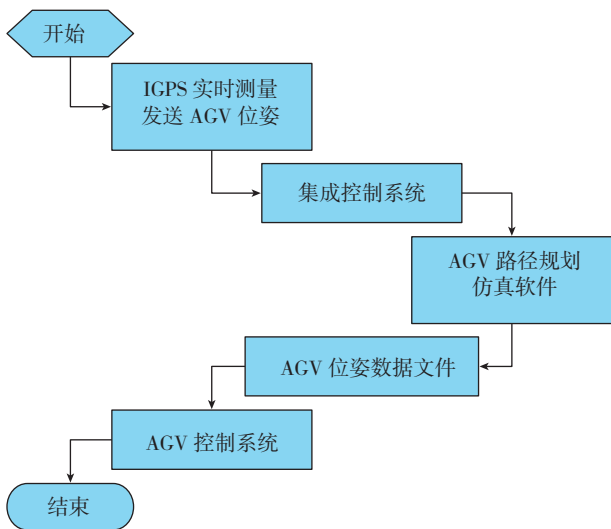 开始
IGPS 实时测量
发送 AGV 位姿
集成控制系统
AGV 路径规划
仿真软件
AGV 位姿数据文件
AGV 控制系统
结束